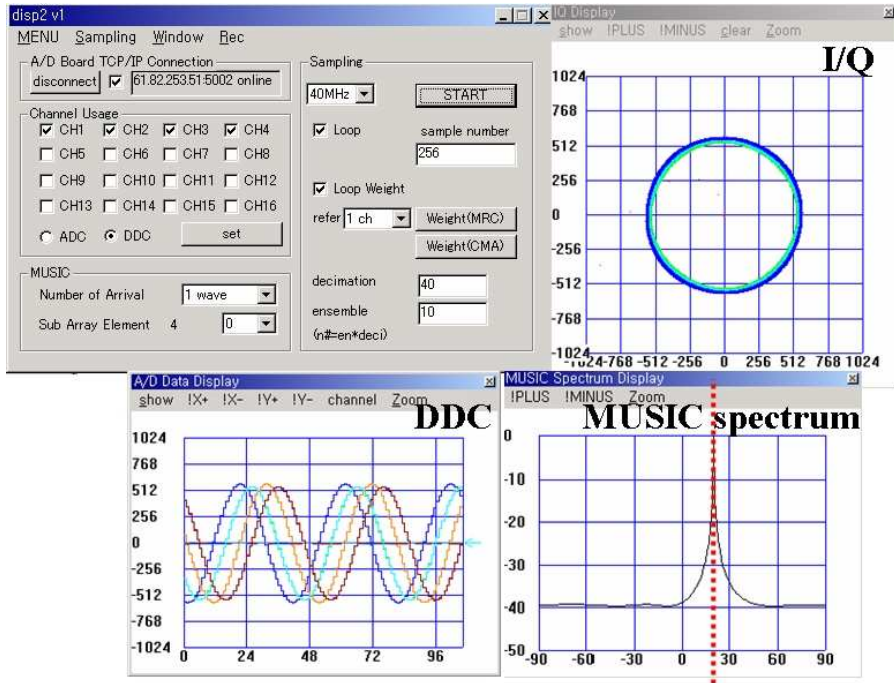 disp2 v1
MENU Sampling Window Rec
A/D Board TCP/IP Connection
disconnect 61.82.253.51:5002 online
Channel Usage
CH1 CH2 CH3 CH4
CH5 CH6 CH7 CH8
CH9 CH10 CH11 CH12
CH13 CH14 CH15 CH16
ADC DDC set
MUSIC
Number of Arrival 1 wave
Sub Array Element 4 0
Sampling
40MHz START
Loop sample number
256
Loop Weight
refer 1 ch Weight(MRC)
Weight(CMA)
decimation 40
ensemble 10
(n#=en*deci)
IQ Display
show !PLUS !MINUS clear Zoom
I/Q
1024
768
512
256
0
-256
-512
-768
-1024
-1024 -768 -512 -256 0 256 512 768 1024
A/D Data Display
show !X+ !X- !Y+ !Y- channel Zoom
DDC
1024
768
512
256
0
-256
-512
-768
-1024
0 24 48 72 96
MUSIC Spectrum Display
!PLUS !MINUS Zoom
MUSIC spectrum
0
-10
-20
-30
-40
-50
-90 -60 -30 0 30 60 90